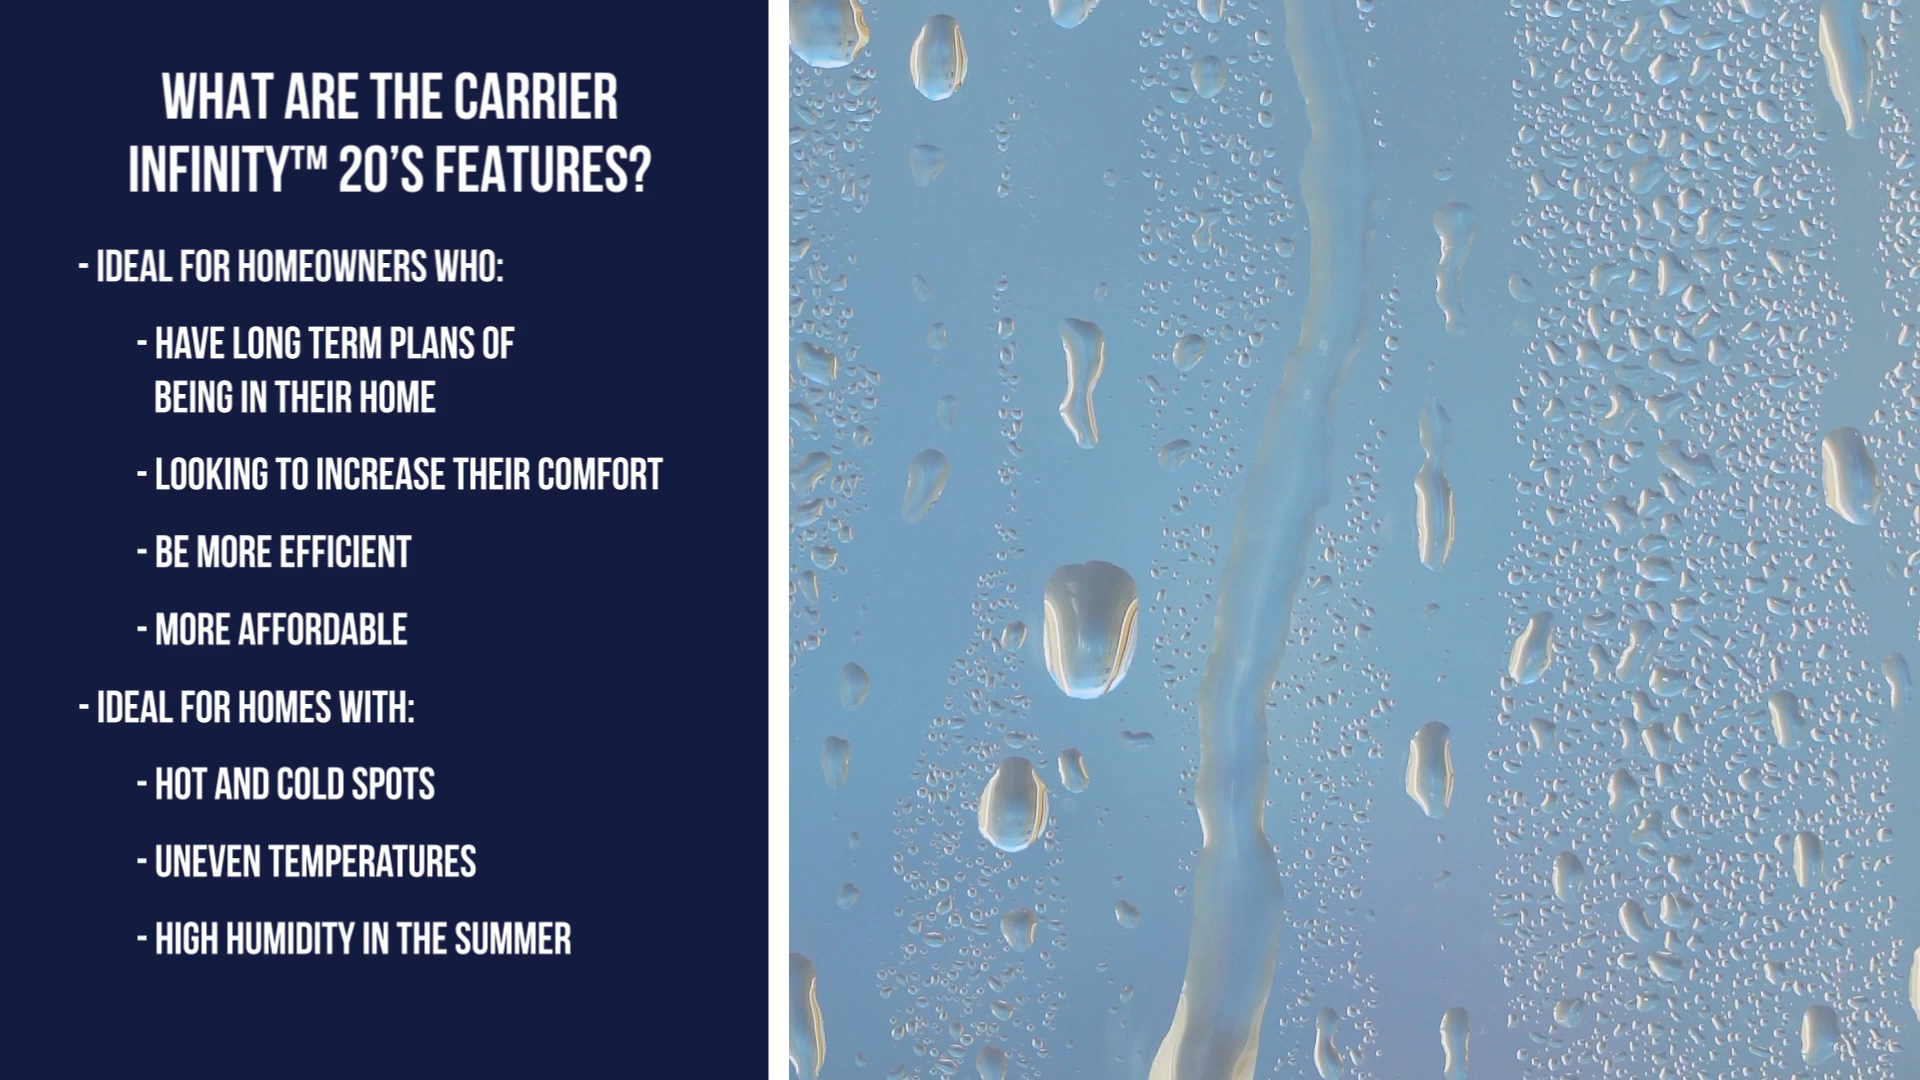 WHAT ARE THE CARRIER
INFINITY™ 20’S FEATURES?
- IDEAL FOR HOMEOWNERS WHO:
- HAVE LONG TERM PLANS OF
BEING IN THEIR HOME
- LOOKING TO INCREASE THEIR COMFORT
- BE MORE EFFICIENT
- MORE AFFORDABLE
- IDEAL FOR HOMES WITH:
- HOT AND COLD SPOTS
- UNEVEN TEMPERATURES
- HIGH HUMIDITY IN THE SUMMER